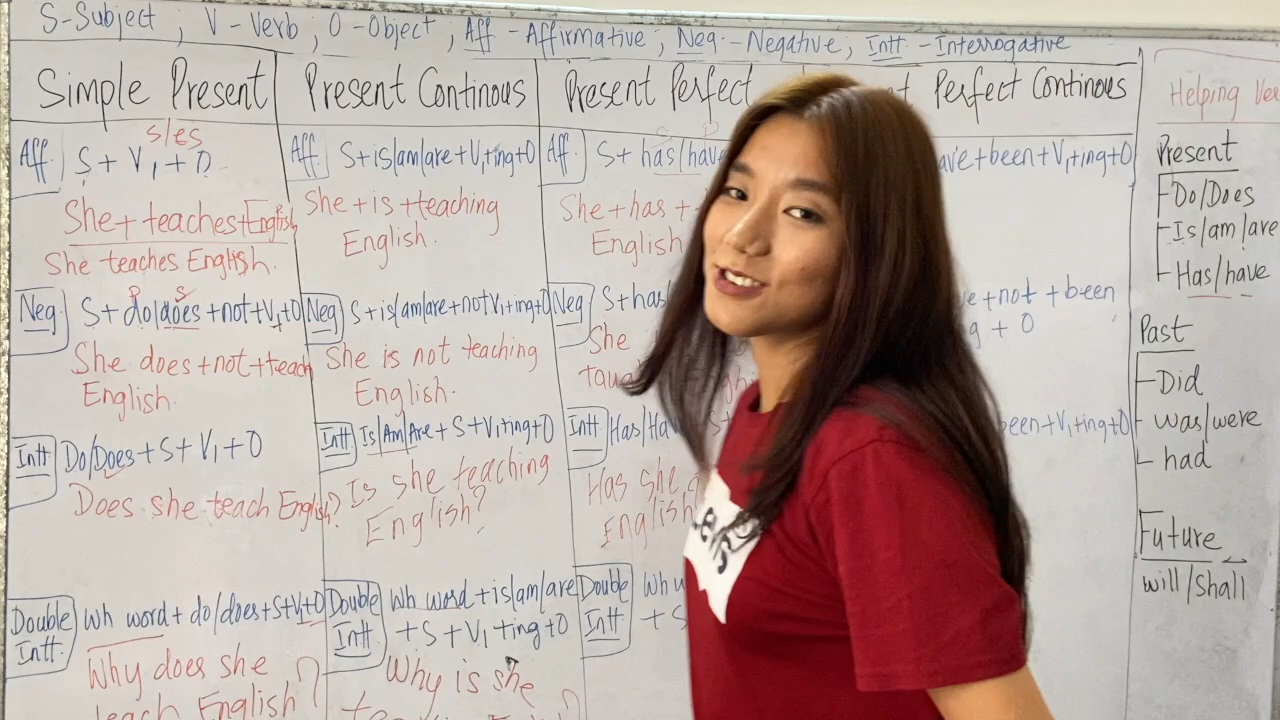 S-Subject , V-Verb , O-Object , Aff -Affirmative , Neg -Negative , Intt -Interrogative
Simple Present
s/es
Aff S + V1 + O
She + teaches + English
She teaches English.
P S
Neg S + do/does + not + V1 + O
She does + not + teach
English.
Intt Do/Does + S + V1 + O
Does she teach English?
Double Intt. Wh word + do/does + S + V1 + O
Why does she
teach English ?
Present Continous
Aff S + is/am/are + V1 + ing + O
She + is + teaching
English.
Neg S + is/am/are + not V1 + ing + O
She is not teaching
English.
Intt Is/Am/Are + S + V1 + ing + O
Is she teaching
English?
Double Intt Wh word + is/am/are
+ S + V1 + ing + O
Why is she
Present Perfect
Aff S + has/have
She + has +
English
Neg S + has
She
Intt Has/Ha
Has she
English
Double Intt Wh
+ S
Perfect Continous
ave + been + V1 + ing + O
ve + not + been
g + O
been + V1 + ing + O
Helping Ver
Present
Do/Does
Is/am/are
Has/have
Past
Did
was/were
had
Future
will/Shall